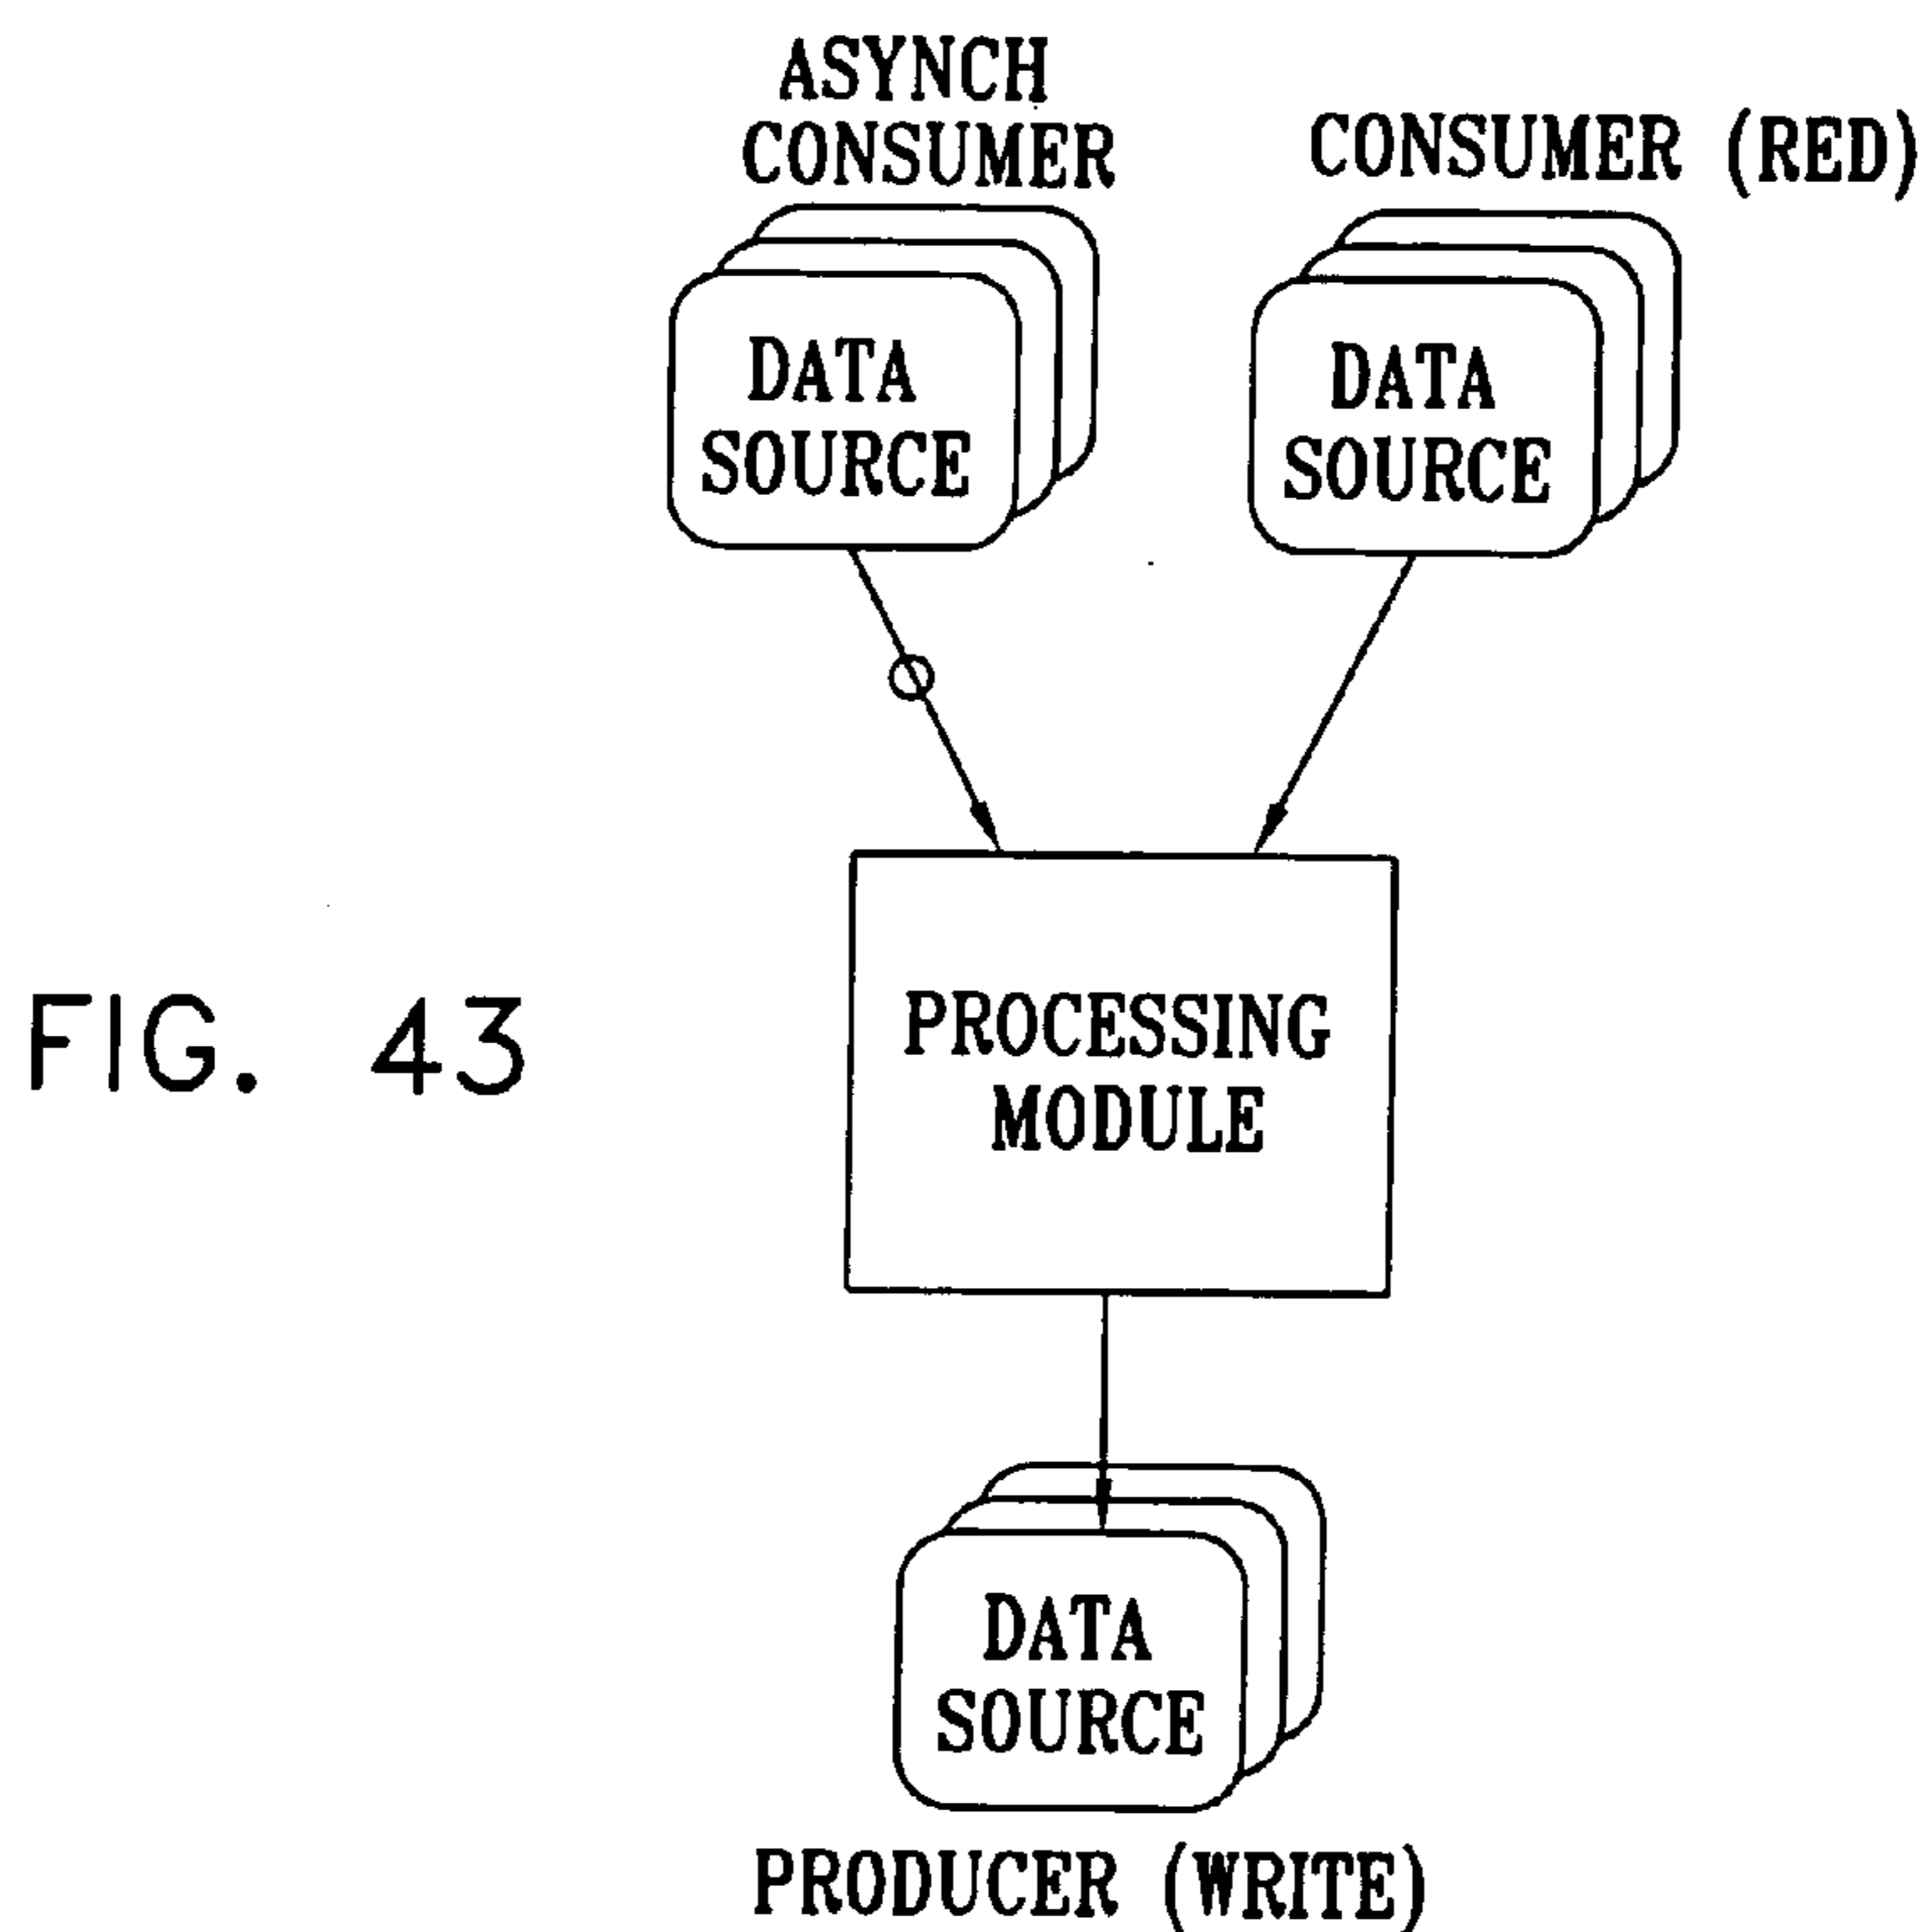 ASYNCH
CONSUMER
CONSUMER (RED)
DATA
SOURCE
DATA
SOURCE
PROCESSING
MODULE
FIG. 43
DATA
SOURCE
PRODUCER (WRITE)